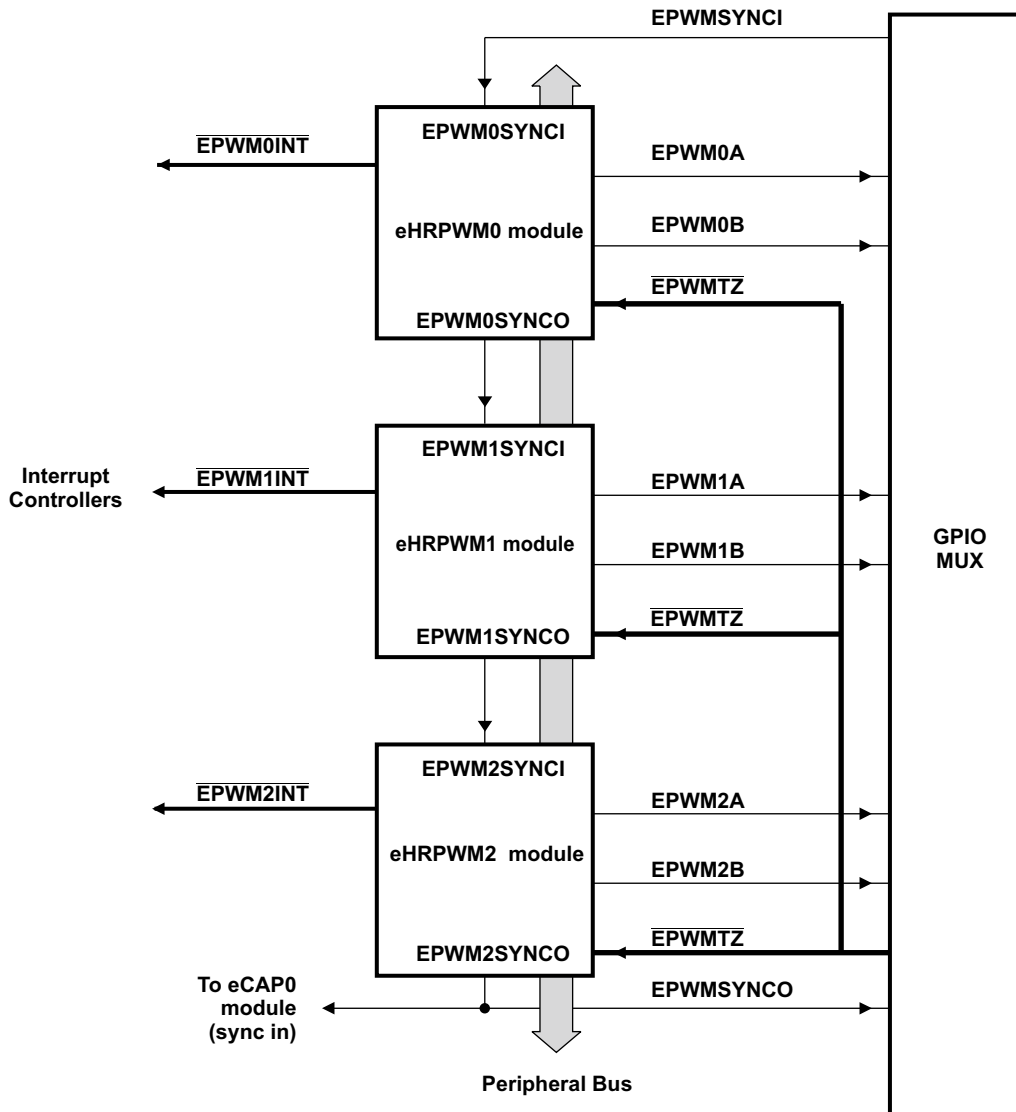 EPWMSYNCI
EPWM0SYNCI
EPWM0INT
EPWM0A
eHRPWM0 module
EPWM0B
EPWMTZ
EPWM0SYNCO
EPWM1SYNCI
Interrupt
Controllers
EPWM1INT
EPWM1A
eHRPWM1 module
EPWM1B
GPIO
MUX
EPWMTZ
EPWM1SYNCO
EPWM2SYNCI
EPWM2INT
EPWM2A
eHRPWM2 module
EPWM2B
EPWMTZ
EPWM2SYNCO
To eCAP0
module
(sync in)
EPWMSYNCO
Peripheral Bus